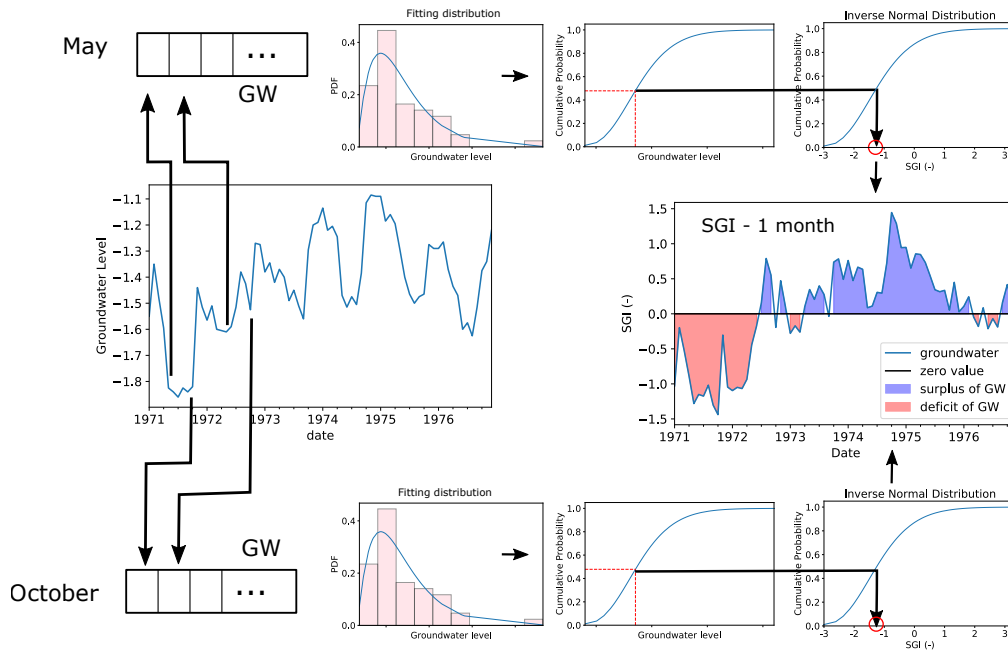 May
...
GW
Fitting distribution
PDF
0.4
0.2
0.0
Groundwater level
Cumulative Probability
1.0
0.8
0.6
0.4
0.2
0.0
Groundwater level
Inverse Normal Distribution
Cumulative Probability
1.0
0.8
0.6
0.4
0.2
0.0
-3 -2 -1 0 1 2 3
SGI (-)
Groundwater Level
−1.1
−1.2
−1.3
−1.4
−1.5
−1.6
−1.7
−1.8
1971 1972 1973 1974 1975 1976
date
SGI - 1 month
SGI (-)
1.5
1.0
0.5
0.0
−0.5
−1.0
−1.5
groundwater
zero value
surplus of GW
deficit of GW
1971 1972 1973 1974 1975 1976
Date
October
GW
...
Fitting distribution
PDF
0.4
0.2
0.0
Groundwater level
Cumulative Probability
1.0
0.8
0.6
0.4
0.2
0.0
Groundwater level
Inverse Normal Distribution
Cumulative Probability
1.0
0.8
0.6
0.4
0.2
0.0
-3 -2 -1 0 1 2 3
SGI (-)